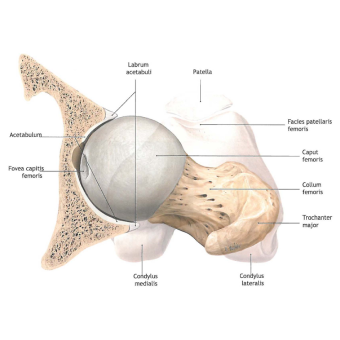 Labrum
acetabuli
Patella
Facies patellaris
femoris
Acetabulum
Caput
femoris
Fovea capitis
femoris
Collum
femoris
Trochanter
major
Condylus
medialis
Condylus
lateralis